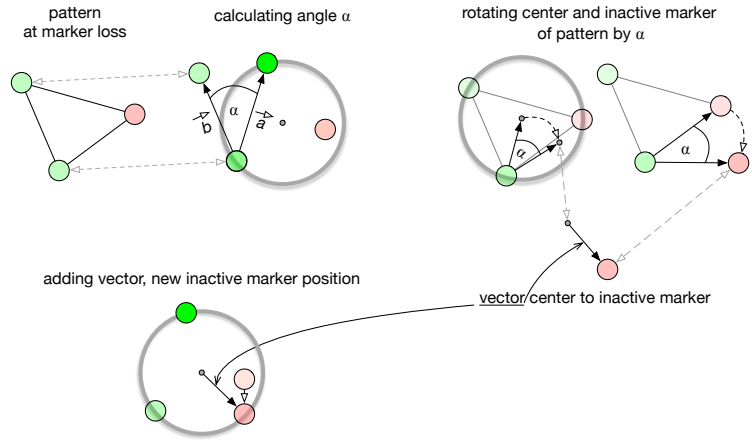 pattern
at marker loss
calculating angle α
rotating center and inactive marker
of pattern by α
α
b
a
α
α
adding vector, new inactive marker position
vector center to inactive marker